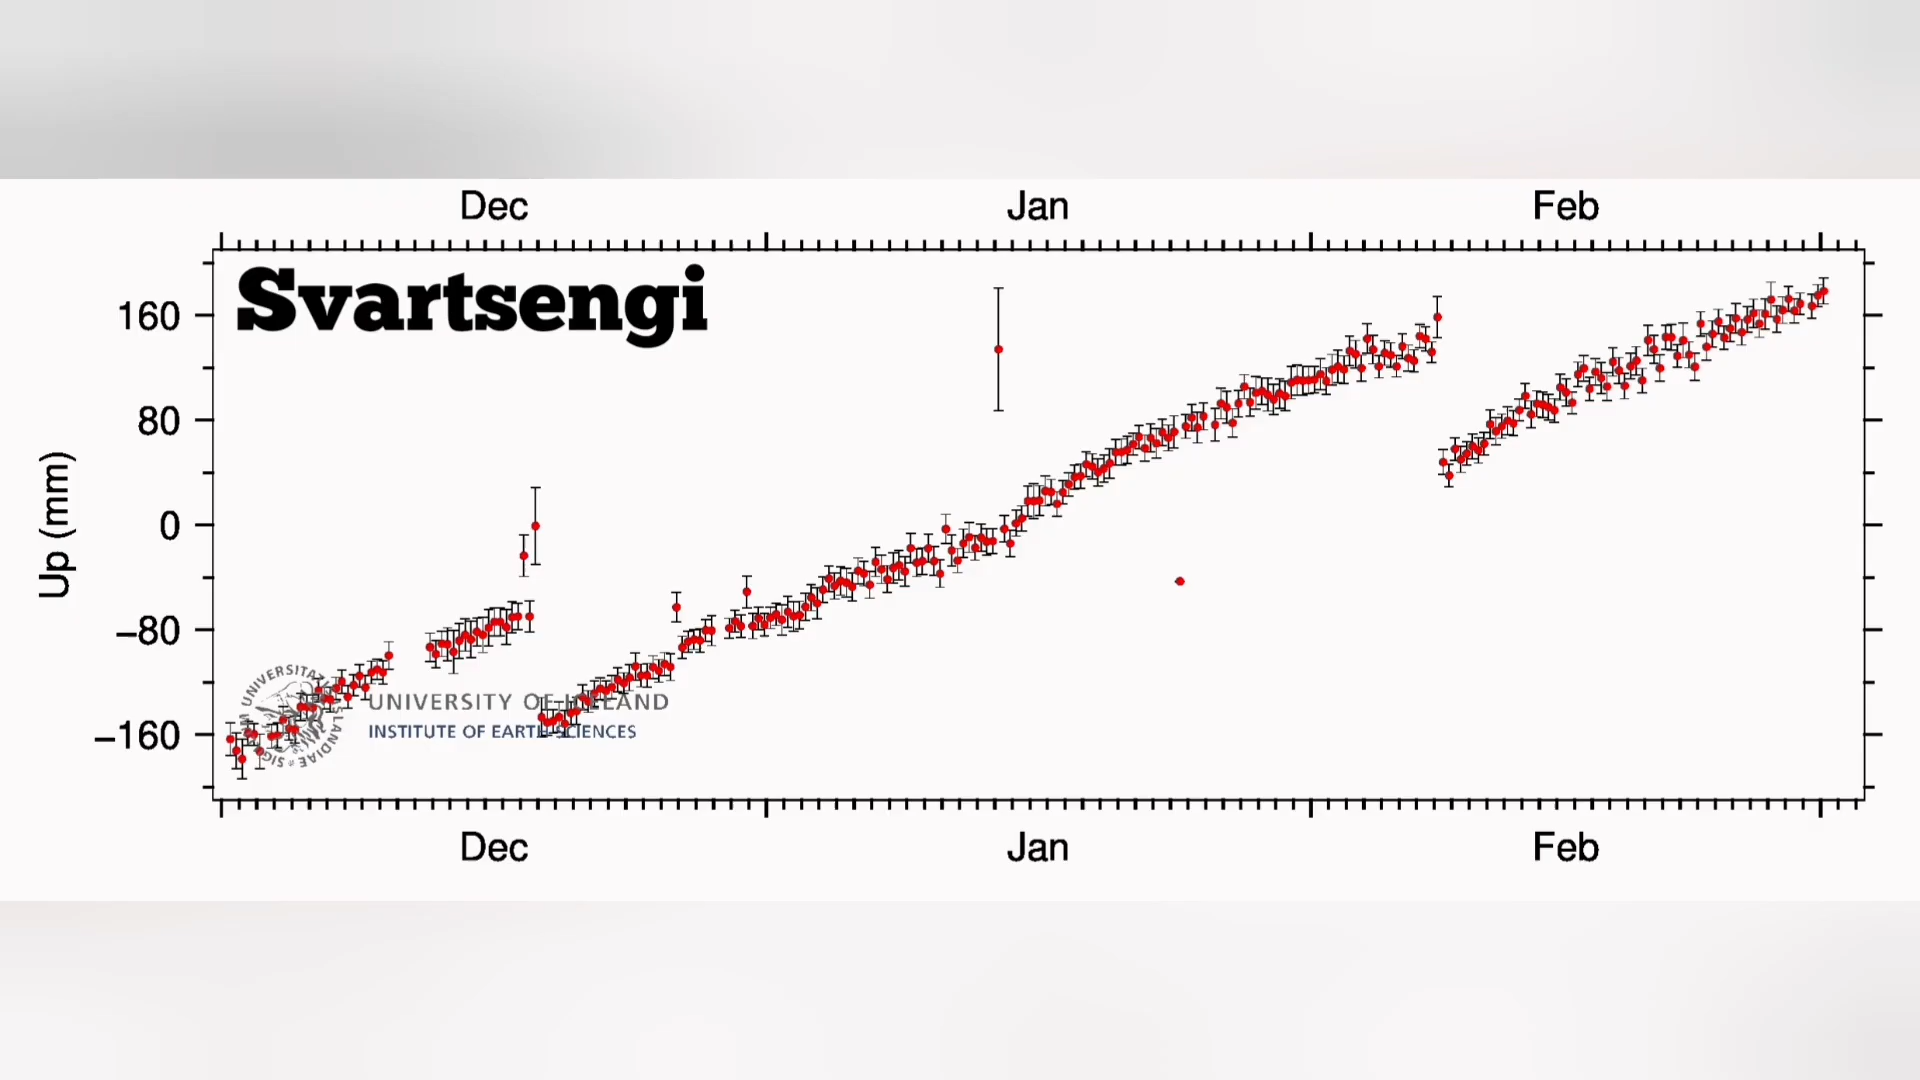 Dec Jan Feb
Svartsengi
160
80
0
−80
−160
Up (mm)
UNIVERSITY OF ICELAND
INSTITUTE OF EARTH SCIENCES
Dec Jan Feb